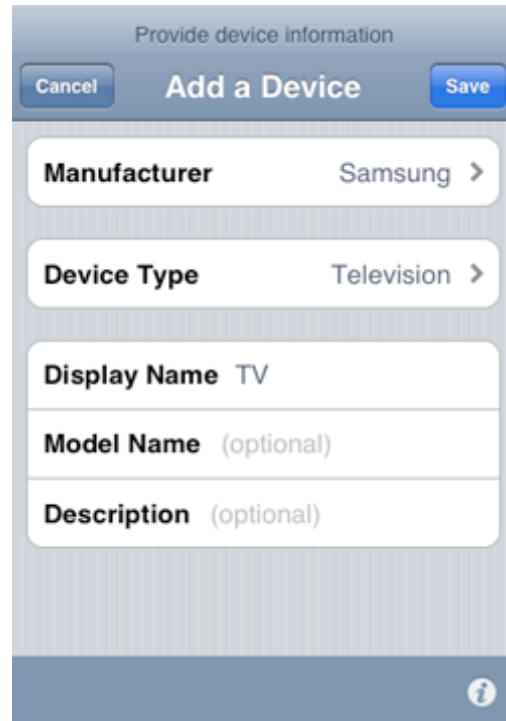 Provide device information
Cancel Add a Device Save
Manufacturer Samsung
Device Type Television
Display Name TV
Model Name (optional)
Description (optional)